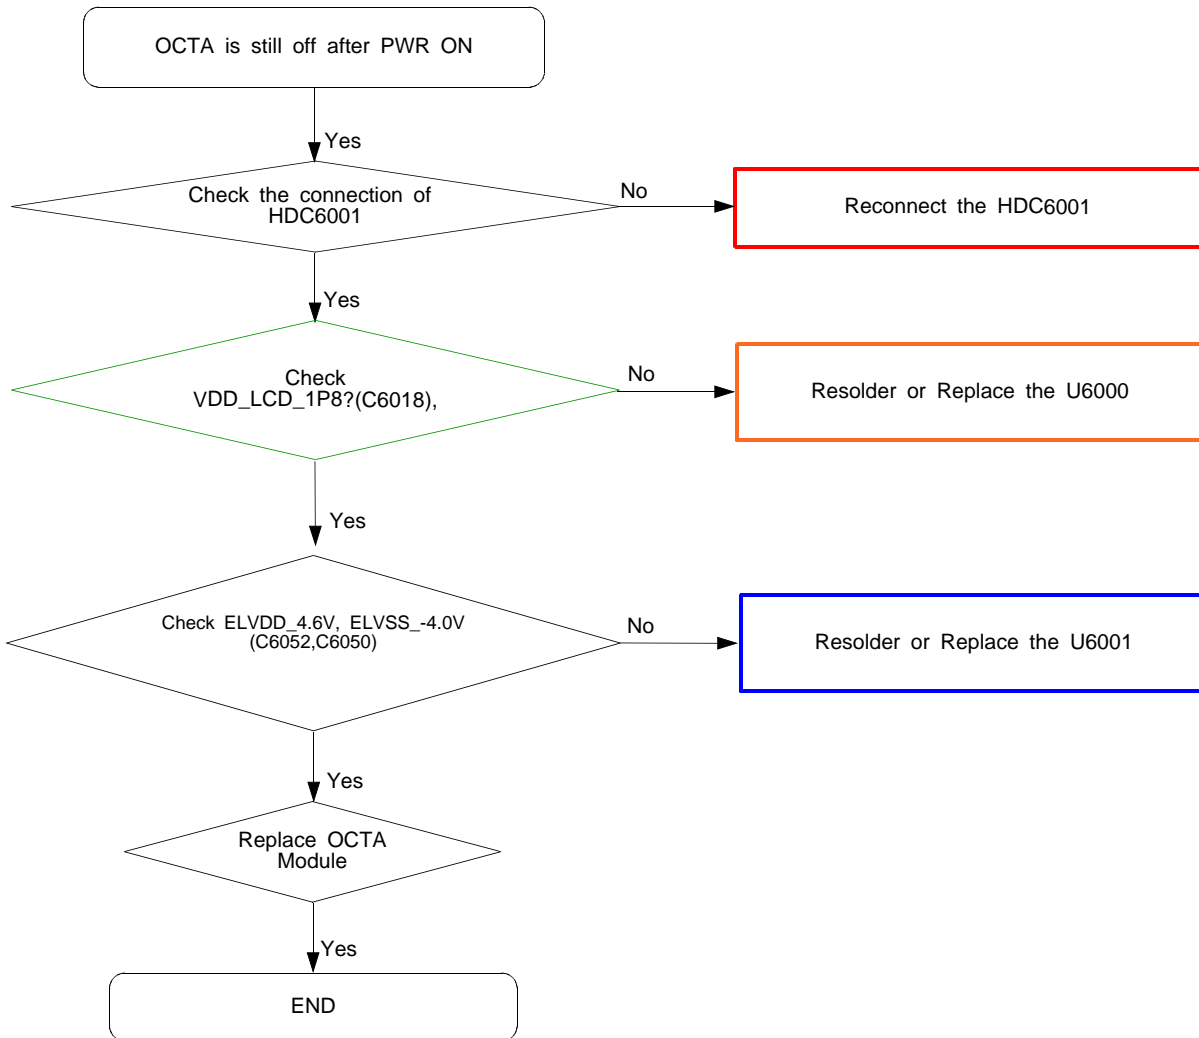 OCTA is still off after PWR ON
Yes
Check the connection of
HDC6001
No
Reconnect the HDC6001
Yes
Check
VDD_LCD_1P8?(C6018),
No
Resolder or Replace the U6000
Yes
Check ELVDD_4.6V, ELVSS_-4.0V
(C6052,C6050)
No
Resolder or Replace the U6001
Yes
Replace OCTA
Module
Yes
END